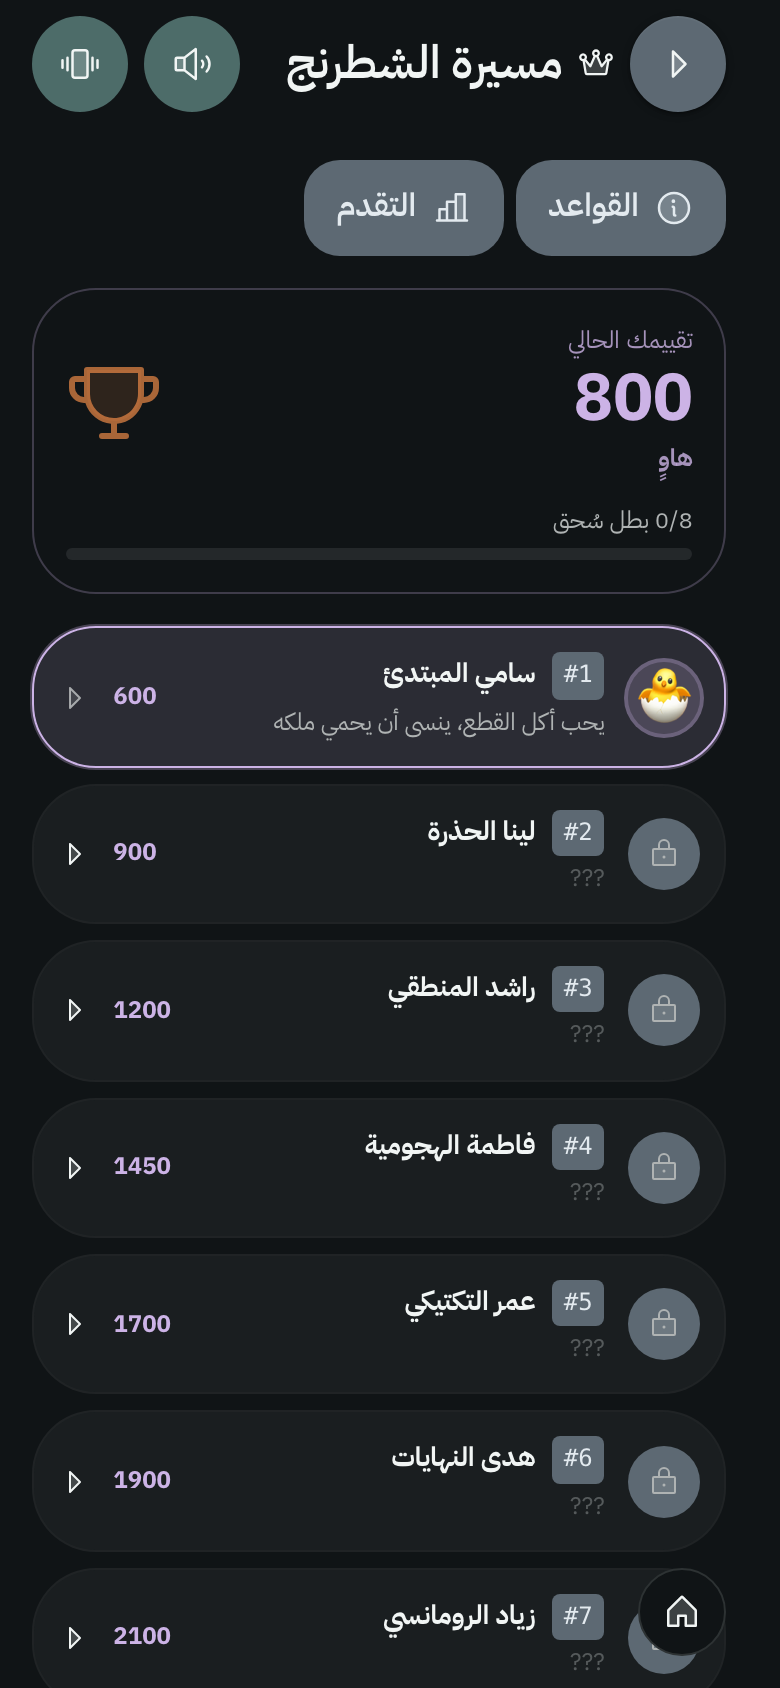 مسيرة الشطرنج
القواعد
التقدم
تقييمك الحالي
800
هاوٍ
0/8 بطل سُحق
#1 سامي المبتدئ
يحب أكل القطع، ينسى أن يحمي ملكه
600
#2 لينا الحذرة
???
900
#3 راشد المنطقي
???
1200
#4 فاطمة الهجومية
???
1450
#5 عمر التكتيكي
???
1700
#6 هدى النهايات
???
1900
#7 زياد الرومانسي
???
2100